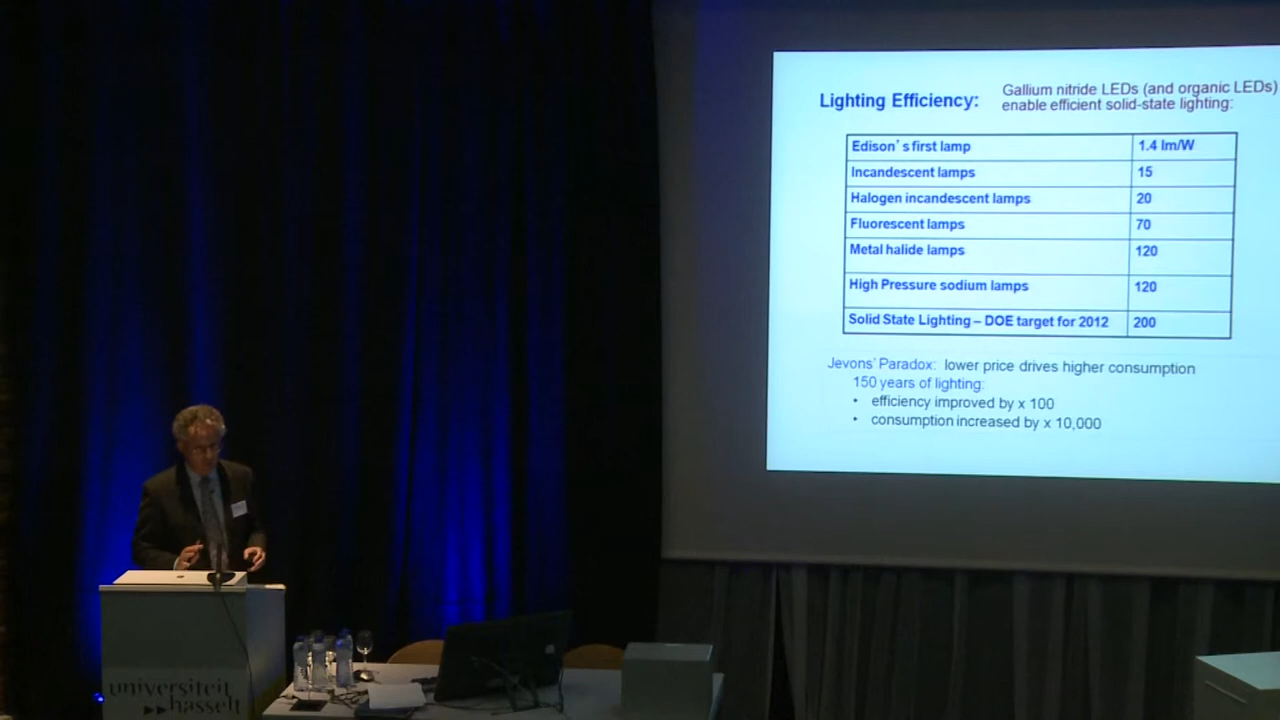 Lighting Efficiency:
Gallium nitride LEDs (and organic LEDs)
enable efficient solid-state lighting:
Edison's first lamp 1.4 lm/W
Incandescent lamps 15
Halogen incandescent lamps 20
Fluorescent lamps 70
Metal halide lamps 120
High Pressure sodium lamps 120
Solid State Lighting – DOE target for 2012 200
Jevons' Paradox: lower price drives higher consumption
150 years of lighting:
• efficiency improved by x 100
• consumption increased by x 10,000
universiteit
hasselt